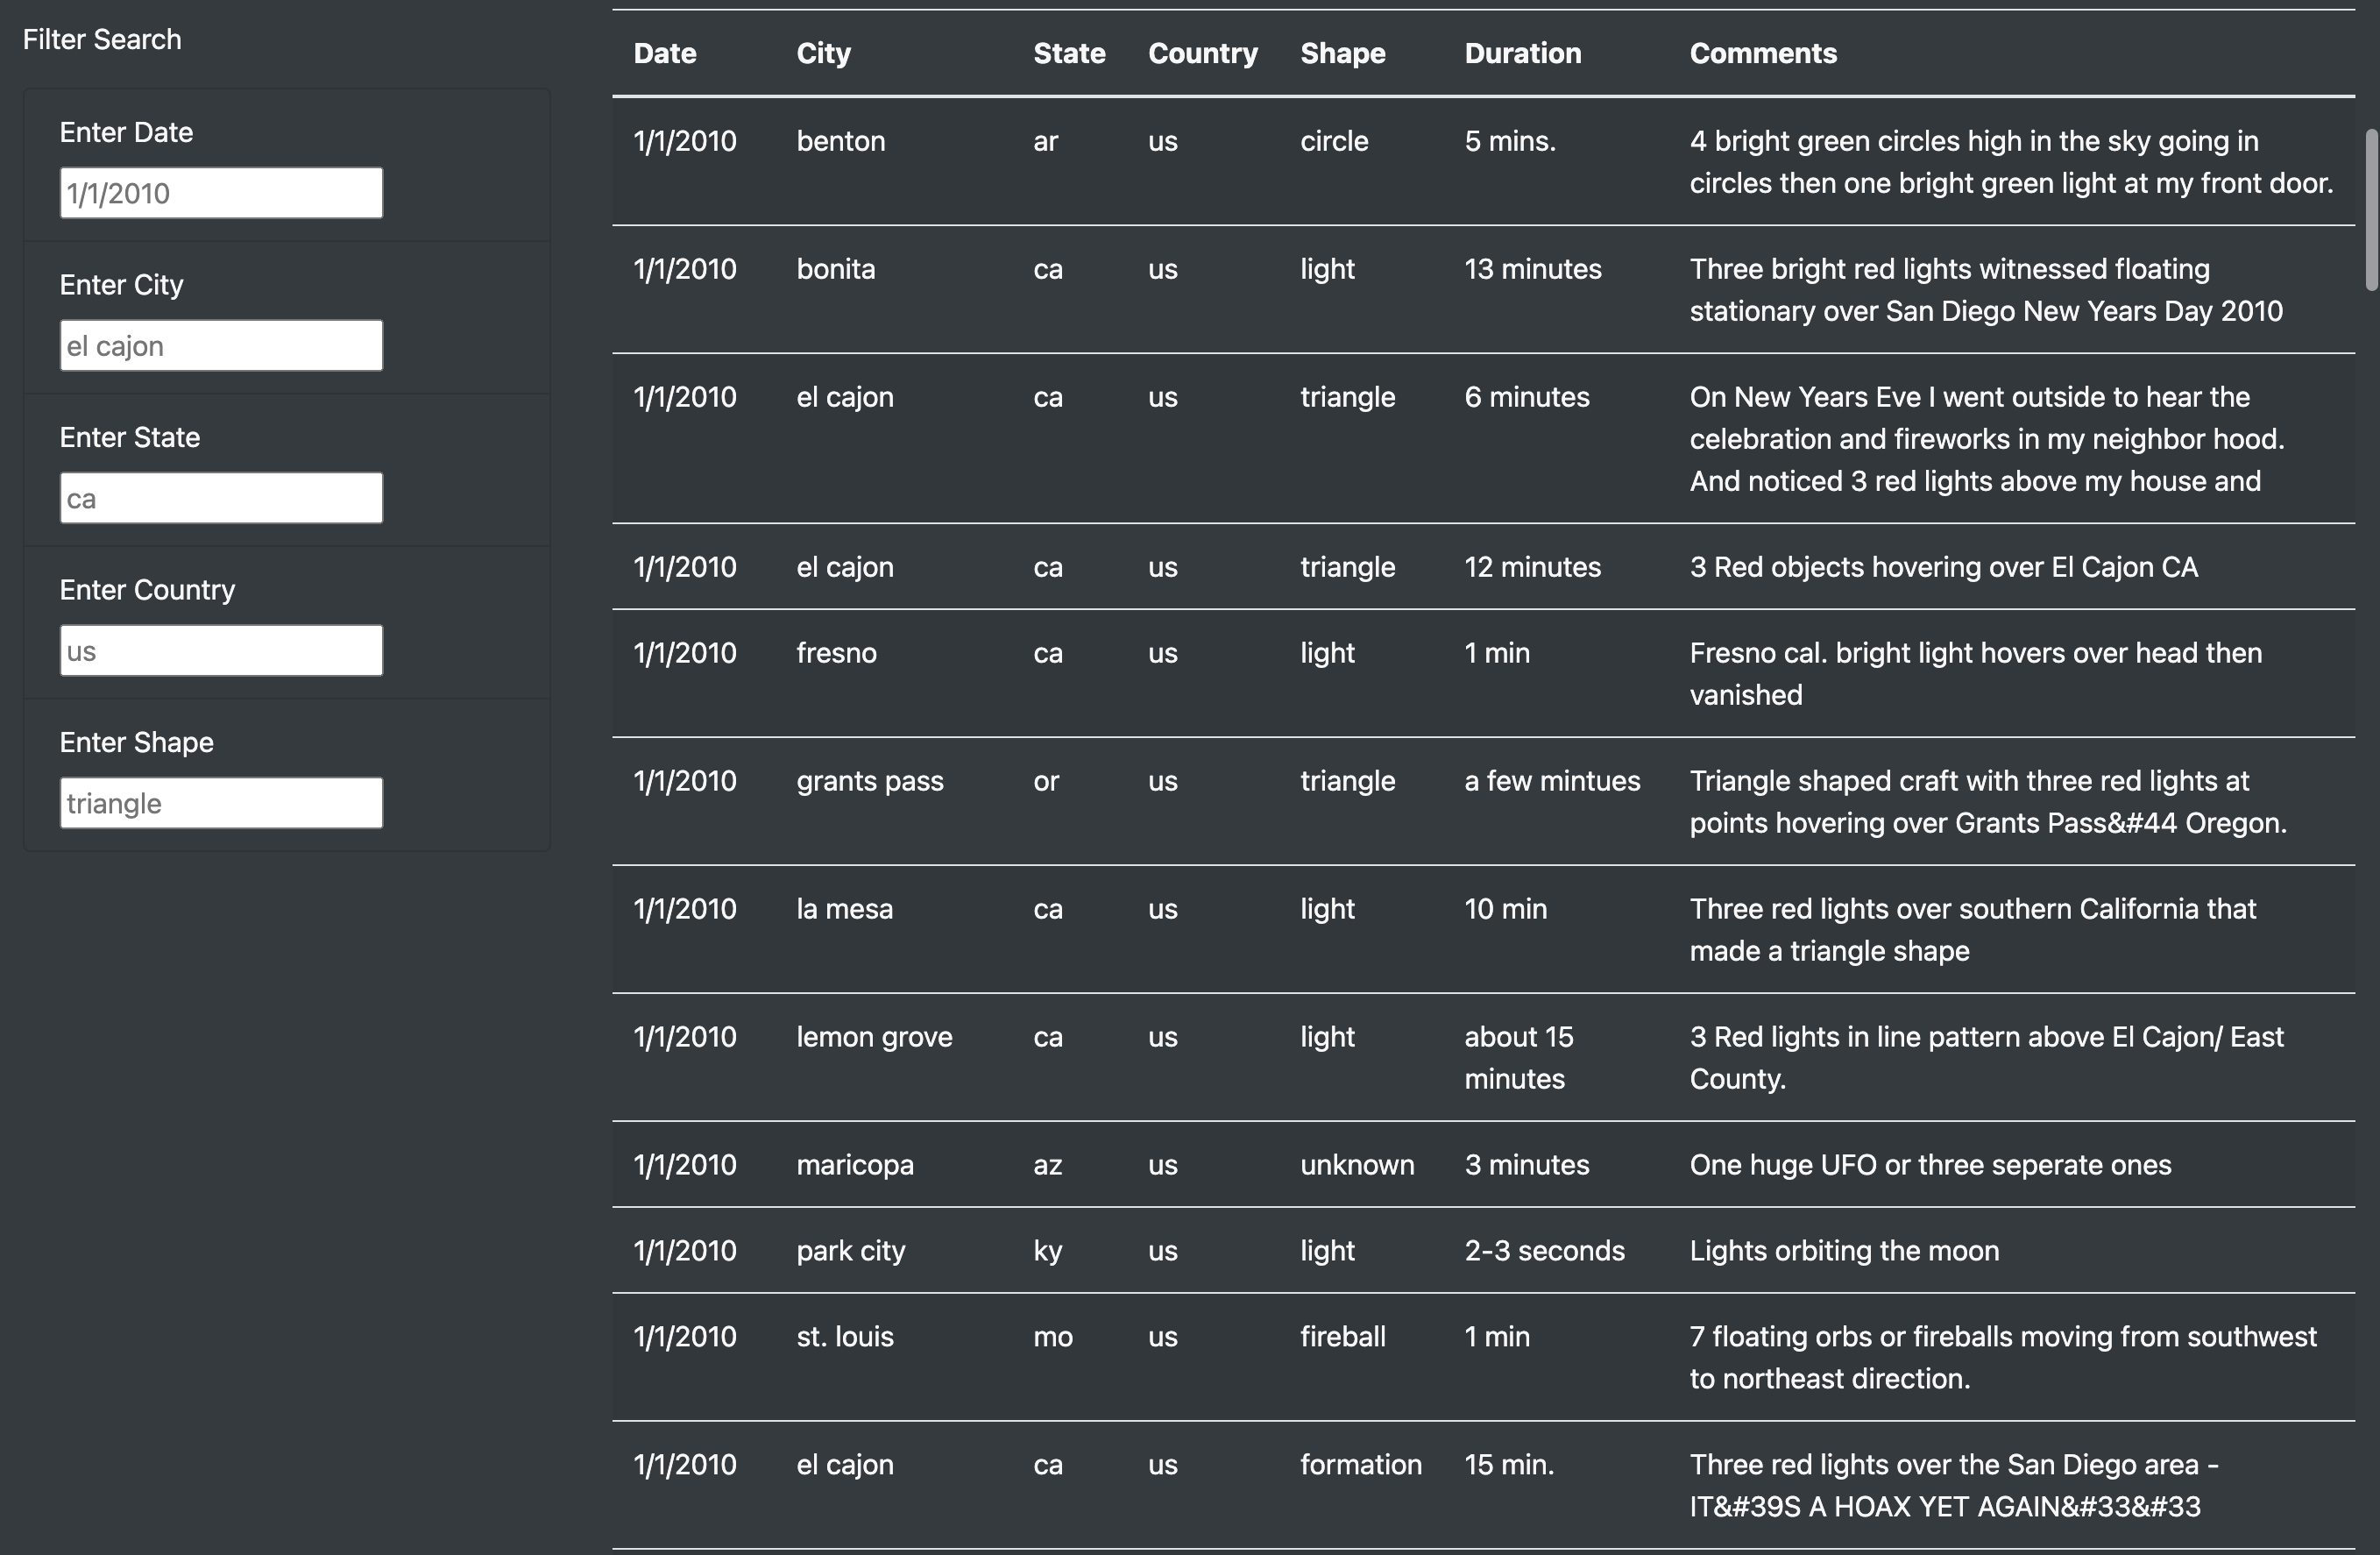 Filter Search
Enter Date
1/1/2010
Enter City
el cajon
Enter State
ca
Enter Country
us
Enter Shape
triangle
Date City State Country Shape Duration Comments
1/1/2010 benton ar us circle 5 mins. 4 bright green circles high in the sky going in
circles then one bright green light at my front door.
1/1/2010 bonita ca us light 13 minutes Three bright red lights witnessed floating
stationary over San Diego New Years Day 2010
1/1/2010 el cajon ca us triangle 6 minutes On New Years Eve I went outside to hear the
celebration and fireworks in my neighbor hood.
And noticed 3 red lights above my house and
1/1/2010 el cajon ca us triangle 12 minutes 3 Red objects hovering over El Cajon CA
1/1/2010 fresno ca us light 1 min Fresno cal. bright light hovers over head then
vanished
1/1/2010 grants pass or us triangle a few mintues Triangle shaped craft with three red lights at
points hovering over Grants Pass&#44 Oregon.
1/1/2010 la mesa ca us light 10 min Three red lights over southern California that
made a triangle shape
1/1/2010 lemon grove ca us light about 15 3 Red lights in line pattern above El Cajon/ East
minutes County.
1/1/2010 maricopa az us unknown 3 minutes One huge UFO or three seperate ones
1/1/2010 park city ky us light 2-3 seconds Lights orbiting the moon
1/1/2010 st. louis mo us fireball 1 min 7 floating orbs or fireballs moving from southwest
to northeast direction.
1/1/2010 el cajon ca us formation 15 min. Three red lights over the San Diego area -
IT&#39S A HOAX YET AGAIN&#33&#33